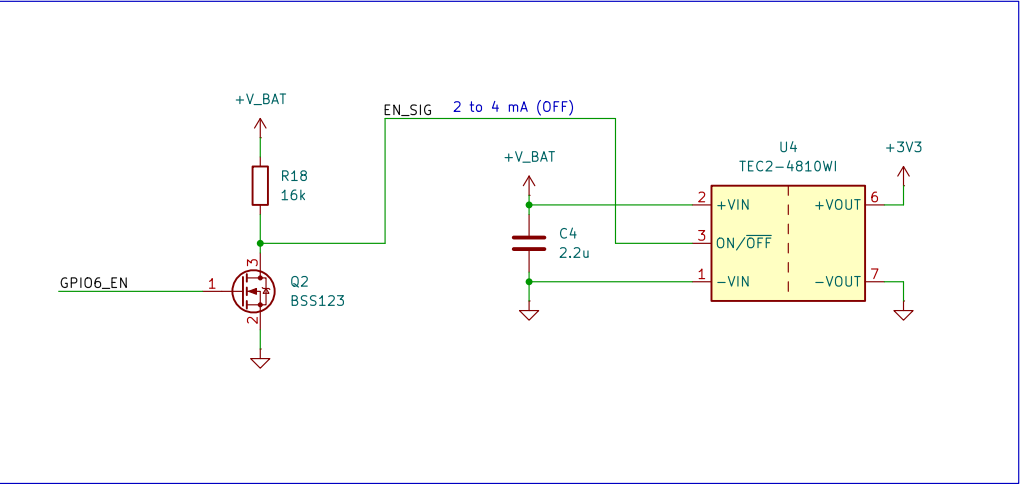 +V_BAT
R18
16k
3
GPIO6_EN
1
Q2
BSS123
2
EN_SIG
2 to 4 mA (OFF)
+V_BAT
C4
2.2u
U4
TEC2-4810WI
2
+VIN
3
ON/OFF
1
-VIN
+VOUT
6
-VOUT
7
+3V3